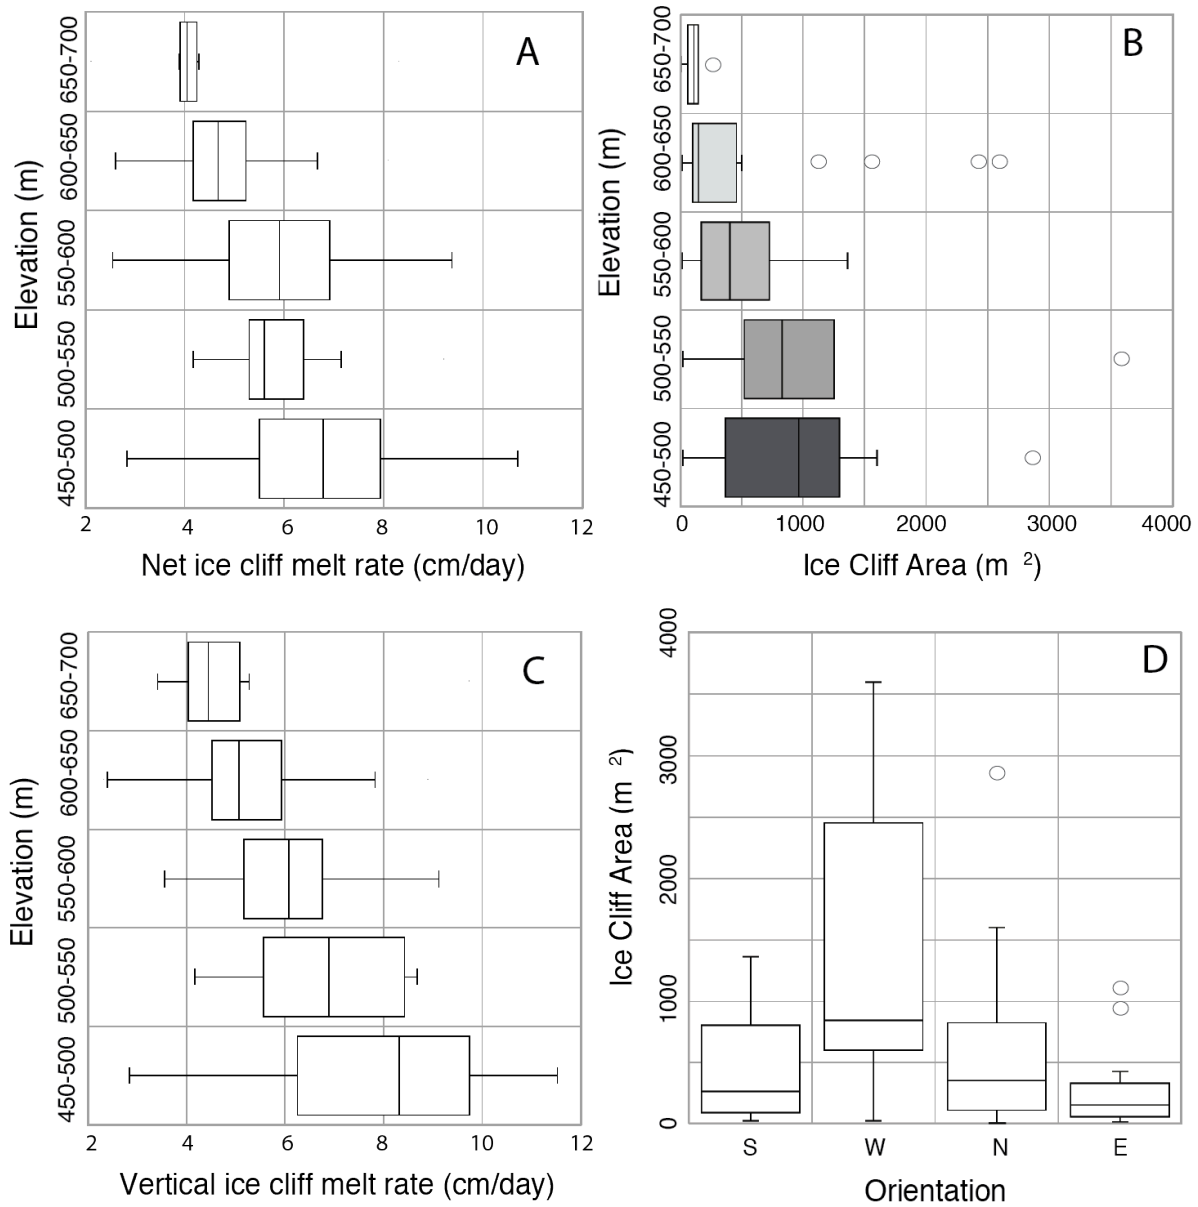 A
650-700
600-650
550-600
500-550
450-500
Elevation (m)
2 4 6 8 10 12
Net ice cliff melt rate (cm/day)
B
650-700
600-650
550-600
500-550
450-500
Elevation (m)
0 1000 2000 3000 4000
Ice Cliff Area (m 2)
C
650-700
600-650
550-600
500-550
450-500
Elevation (m)
2 4 6 8 10 12
Vertical ice cliff melt rate (cm/day)
D
4000
3000
2000
1000
0
Ice Cliff Area (m 2)
S W N E
Orientation